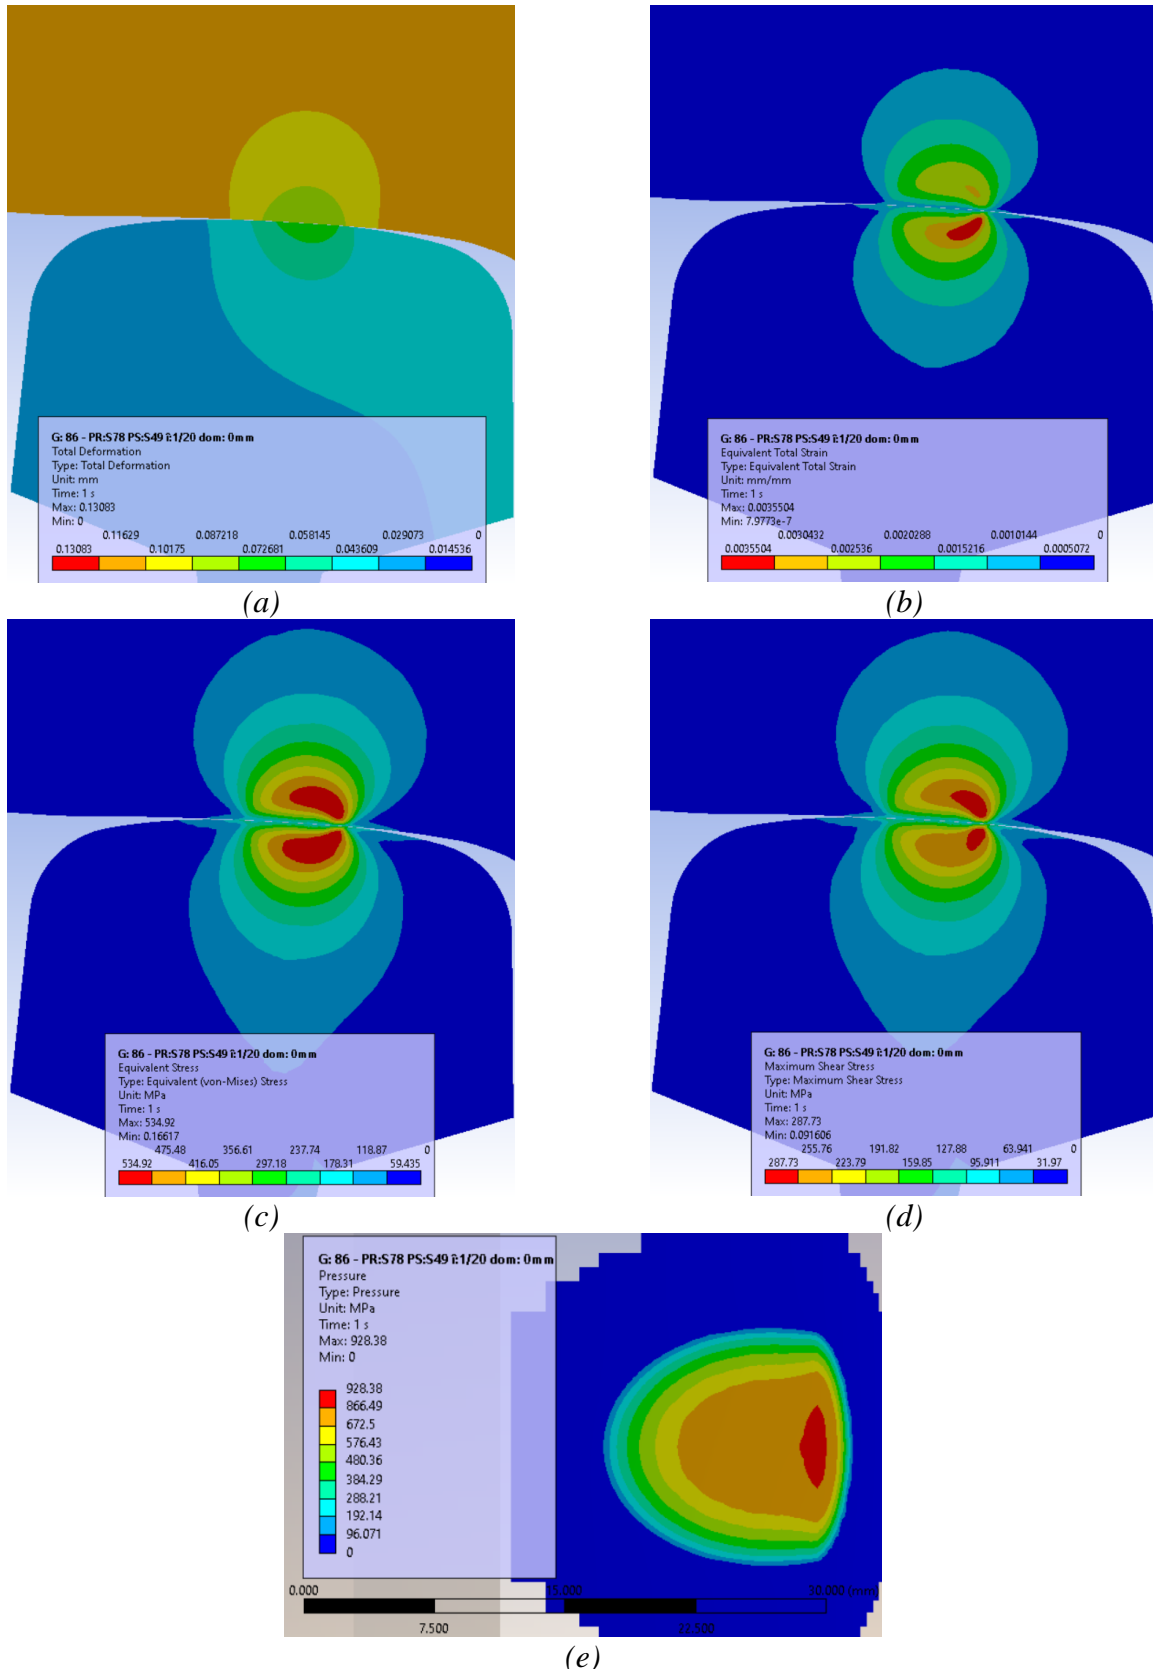 G: 86 - PR:S78 PS:S49 î:1/20 dom: 0mm
Total Deformation
Type: Total Deformation
Unit: mm
Time: 1 s
Max: 0.13083
Min: 0
0.11629 0.087218 0.058145 0.029073 0
0.13083 0.10175 0.072681 0.043609 0.014536
(a)
G: 86 - PR:S78 PS:S49 î:1/20 dom: 0mm
Equivalent Total Strain
Type: Equivalent Total Strain
Unit: mm/mm
Time: 1 s
Max: 0.0035504
Min: 7.9773e-7
0.0030432 0.0020288 0.0010144 0
0.0035504 0.002536 0.0015216 0.0005072
(b)
G: 86 - PR:S78 PS:S49 î:1/20 dom: 0mm
Equivalent Stress
Type: Equivalent (von-Mises) Stress
Unit: MPa
Time: 1 s
Max: 534.92
Min: 0.16617
475.48 356.61 237.74 118.87 0
534.92 416.05 297.18 178.31 59.435
(c)
G: 86 - PR:S78 PS:S49 î:1/20 dom: 0mm
Maximum Shear Stress
Type: Maximum Shear Stress
Unit: MPa
Time: 1 s
Max: 287.73
Min: 0.091606
255.76 191.82 127.88 63.941 0
287.73 223.79 159.85 95.911 31.97
(d)
G: 86 - PR:S78 PS:S49 î:1/20 dom: 0mm
Pressure
Type: Pressure
Unit: MPa
Time: 1 s
Max: 928.38
Min: 0
928.38
866.49
672.5
576.43
480.36
384.29
288.21
192.14
96.071
0
0.000 15.000 30.000 (mm)
7.500 22.500
(e)